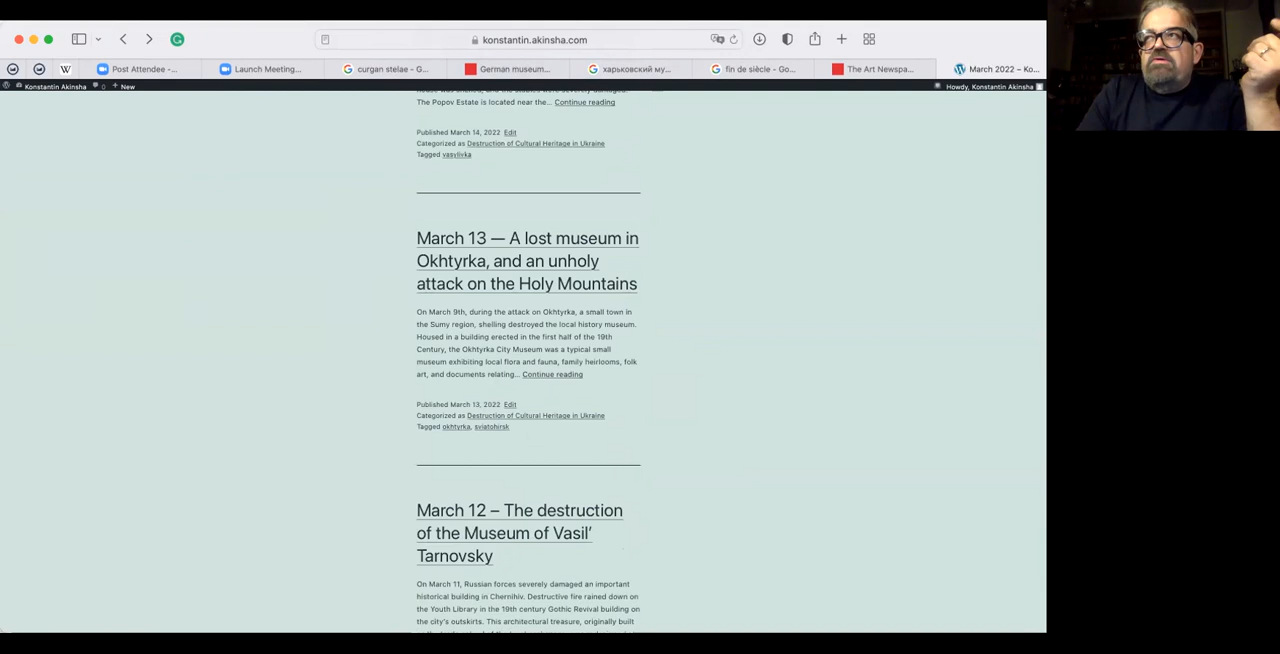 konstantin.akinsha.com
Post Attendee -...
Launch Meeting...
curgan stelae - G...
German museum...
харьковский му...
fin de siècle - Go...
The Art Newspa...
March 2022 – Ko...
Konstantin Akinsha
0
New
Howdy, Konstantin Akinsha
The Popov Estate is located near the... Continue reading
Published March 14, 2022 Edit
Categorized as Destruction of Cultural Heritage in Ukraine
Tagged vasylivka
March 13 — A lost museum in
Okhtyrka, and an unholy
attack on the Holy Mountains
On March 9th, during the attack on Okhtyrka, a small town in
the Sumy region, shelling destroyed the local history museum.
Housed in a building erected in the first half of the 19th
Century, the Okhtyrka City Museum was a typical small
museum exhibiting local flora and fauna, family heirlooms, folk
art, and documents relating... Continue reading
Published March 13, 2022 Edit
Categorized as Destruction of Cultural Heritage in Ukraine
Tagged okhtyrka, sviatohirsk
March 12 – The destruction
of the Museum of Vasil’
Tarnovsky
On March 11, Russian forces severely damaged an important
historical building in Chernihiv. Destructive fire rained down on
the Youth Library in the 19th century Gothic Revival building on
the city's outskirts. This architectural treasure, originally built